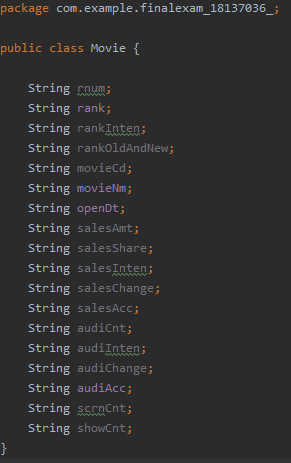 package com.example.finalexam_18137036_;
public class Movie {
String rnum;
String rank;
String rankInten;
String rankOldAndNew;
String movieCd;
String movieNm;
String openDt;
String salesAmt;
String salesShare;
String salesInten;
String salesChange;
String salesAcc;
String audiCnt;
String audiInten;
String audiChange;
String audiAcc;
String scrnCnt;
String showCnt;
}